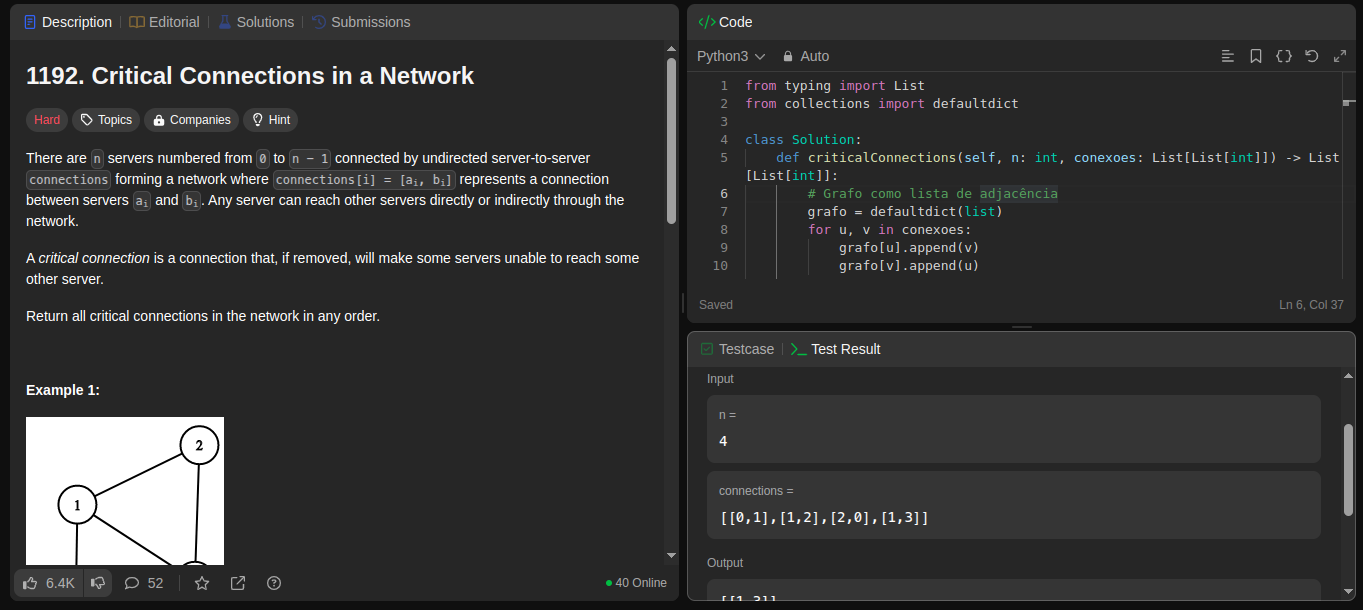 Description
Editorial
Solutions
Submissions
1192. Critical Connections in a Network
Hard
Topics
Companies
Hint
There are n servers numbered from 0 to n − 1 connected by undirected server-to-server
connections forming a network where connections[i] = [ai, bi] represents a connection
between servers ai and bi. Any server can reach other servers directly or indirectly through the
network.
A critical connection is a connection that, if removed, will make some servers unable to reach some
other server.
Return all critical connections in the network in any order.
Example 1:
2
1
6.4K
52
40 Online
</> Code
Python3
Auto
1 from typing import List
2 from collections import defaultdict
3
4 class Solution:
5 def criticalConnections(self, n: int, conexoes: List[List[int]]) -> List
[List[int]]:
6 # Grafo como lista de adjacência
7 grafo = defaultdict(list)
8 for u, v in conexoes:
9 grafo[u].append(v)
10 grafo[v].append(u)
Saved
Ln 6, Col 37
Testcase
Test Result
Input
n =
4
connections =
[[0,1],[1,2],[2,0],[1,3]]
Output
[[1,3]]